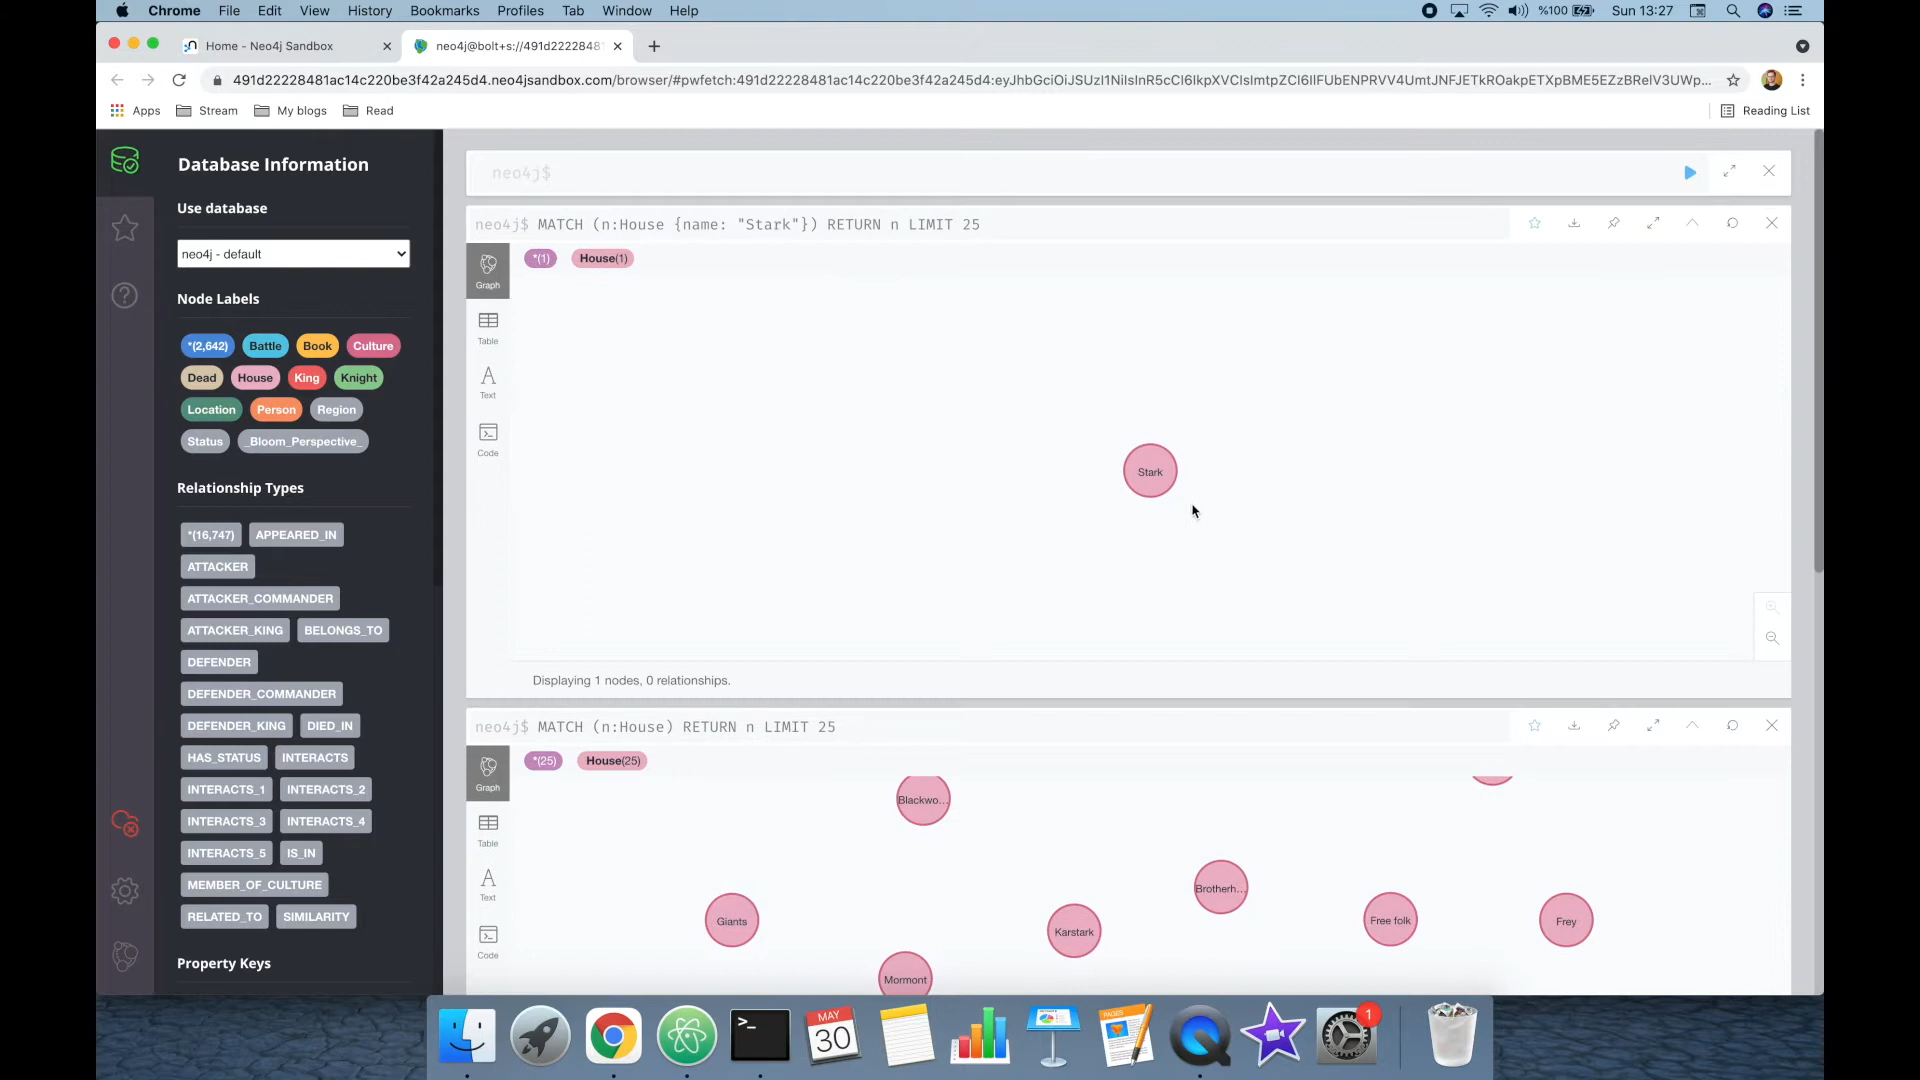 Chrome File Edit View History Bookmarks Profiles Tab Window Help %100 Sun 13:27
Home - Neo4j Sandbox neo4j@bolt+s://491d22228481
491d22228481ac14c220be3f42a245d4.neo4jsandbox.com/browser/#pwfetch:491d22228481ac14c220be3f42a245d4:
Apps Stream My blogs Read Reading List
Database Information
Use database
neo4j - default
Node Labels
*(2,642) Battle Book Culture
Dead House King Knight
Location Person Region
Status _Bloom_Perspective_
Relationship Types
*(16,747) APPEARED_IN
ATTACKER
ATTACKER_COMMANDER
ATTACKER_KING BELONGS_TO
DEFENDER
DEFENDER_COMMANDER
DEFENDER_KING DIED_IN
HAS_STATUS INTERACTS
INTERACTS_1 INTERACTS_2
INTERACTS_3 INTERACTS_4
INTERACTS_5 IS_IN
MEMBER_OF_CULTURE
RELATED_TO SIMILARITY
Property Keys
neo4j$
neo4j$ MATCH (n:House {name: "Stark"}) RETURN n LIMIT 25
*(1) House(1)
Graph
Table
Text
Code
Stark
Displaying 1 nodes, 0 relationships.
neo4j$ MATCH (n:House) RETURN n LIMIT 25
*(25) House(25)
Graph
Table
Text
Code
Blackwo...
Brotherh...
Giants
Karstark
Free folk
Frey
Mormont
>_
MAY
30
PAGES
1